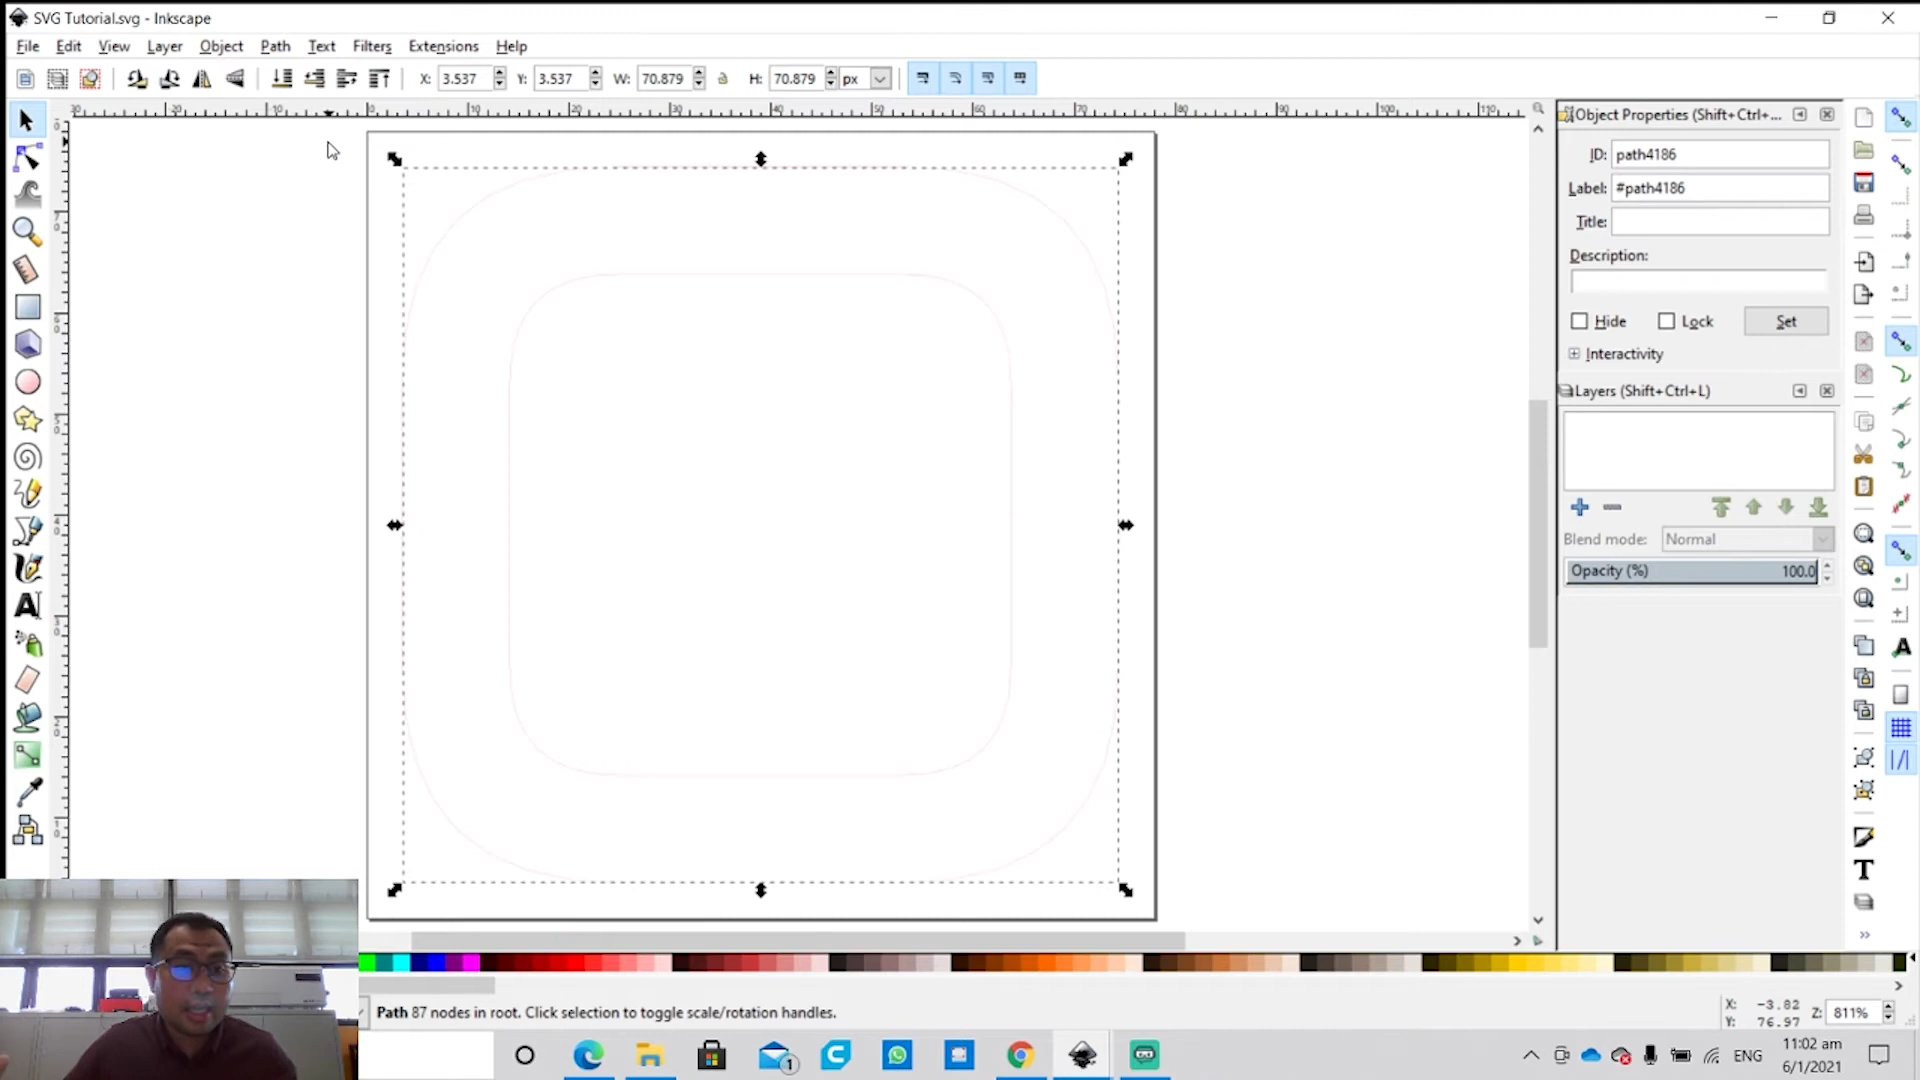 SVG Tutorial.svg - Inkscape
File Edit View Layer Object Path Text Filters Extensions Help
X: 3.537 Y: 3.537 W: 70.879 H: 70.879 px
Object Properties (Shift+Ctrl+...
ID: path4186
Label: #path4186
Title:
Description:
Hide Lock Set
Interactivity
Layers (Shift+Ctrl+L)
Blend mode: Normal
Opacity (%) 100.0
Path 87 nodes in root. Click selection to toggle scale/rotation handles.
X: -3.82
Y: 76.97
Z: 811%
1
ENG
11:02 am
6/1/2021